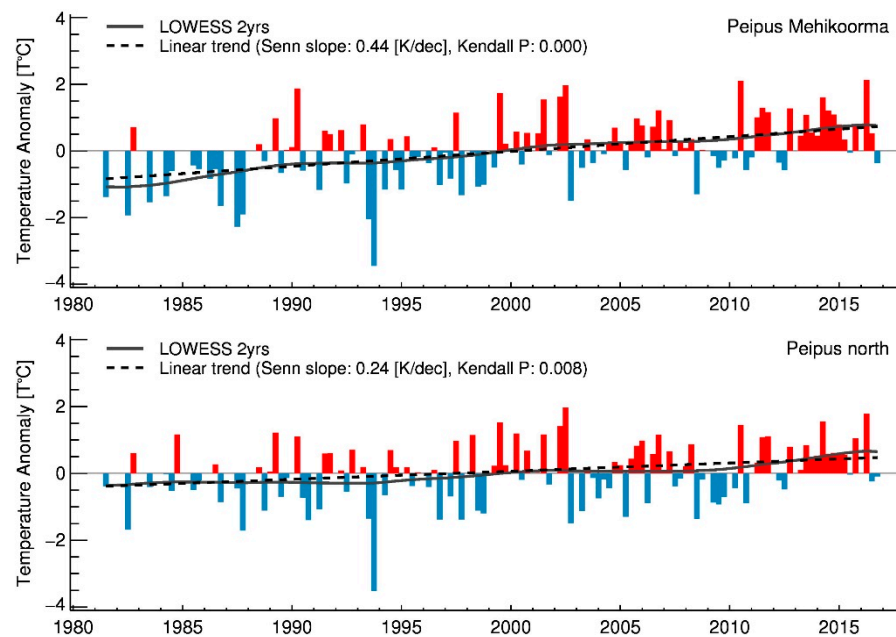 Peipus Mehikoorma
LOWESS 2yrs
Linear trend (Senn slope: 0.44 [K/dec], Kendall P: 0.000)
Temperature Anomaly [T°C]
4
2
0
−2
−4
1980 1985 1990 1995 2000 2005 2010 2015
Peipus north
LOWESS 2yrs
Linear trend (Senn slope: 0.24 [K/dec], Kendall P: 0.008)
Temperature Anomaly [T°C]
4
2
0
−2
−4
1980 1985 1990 1995 2000 2005 2010 2015